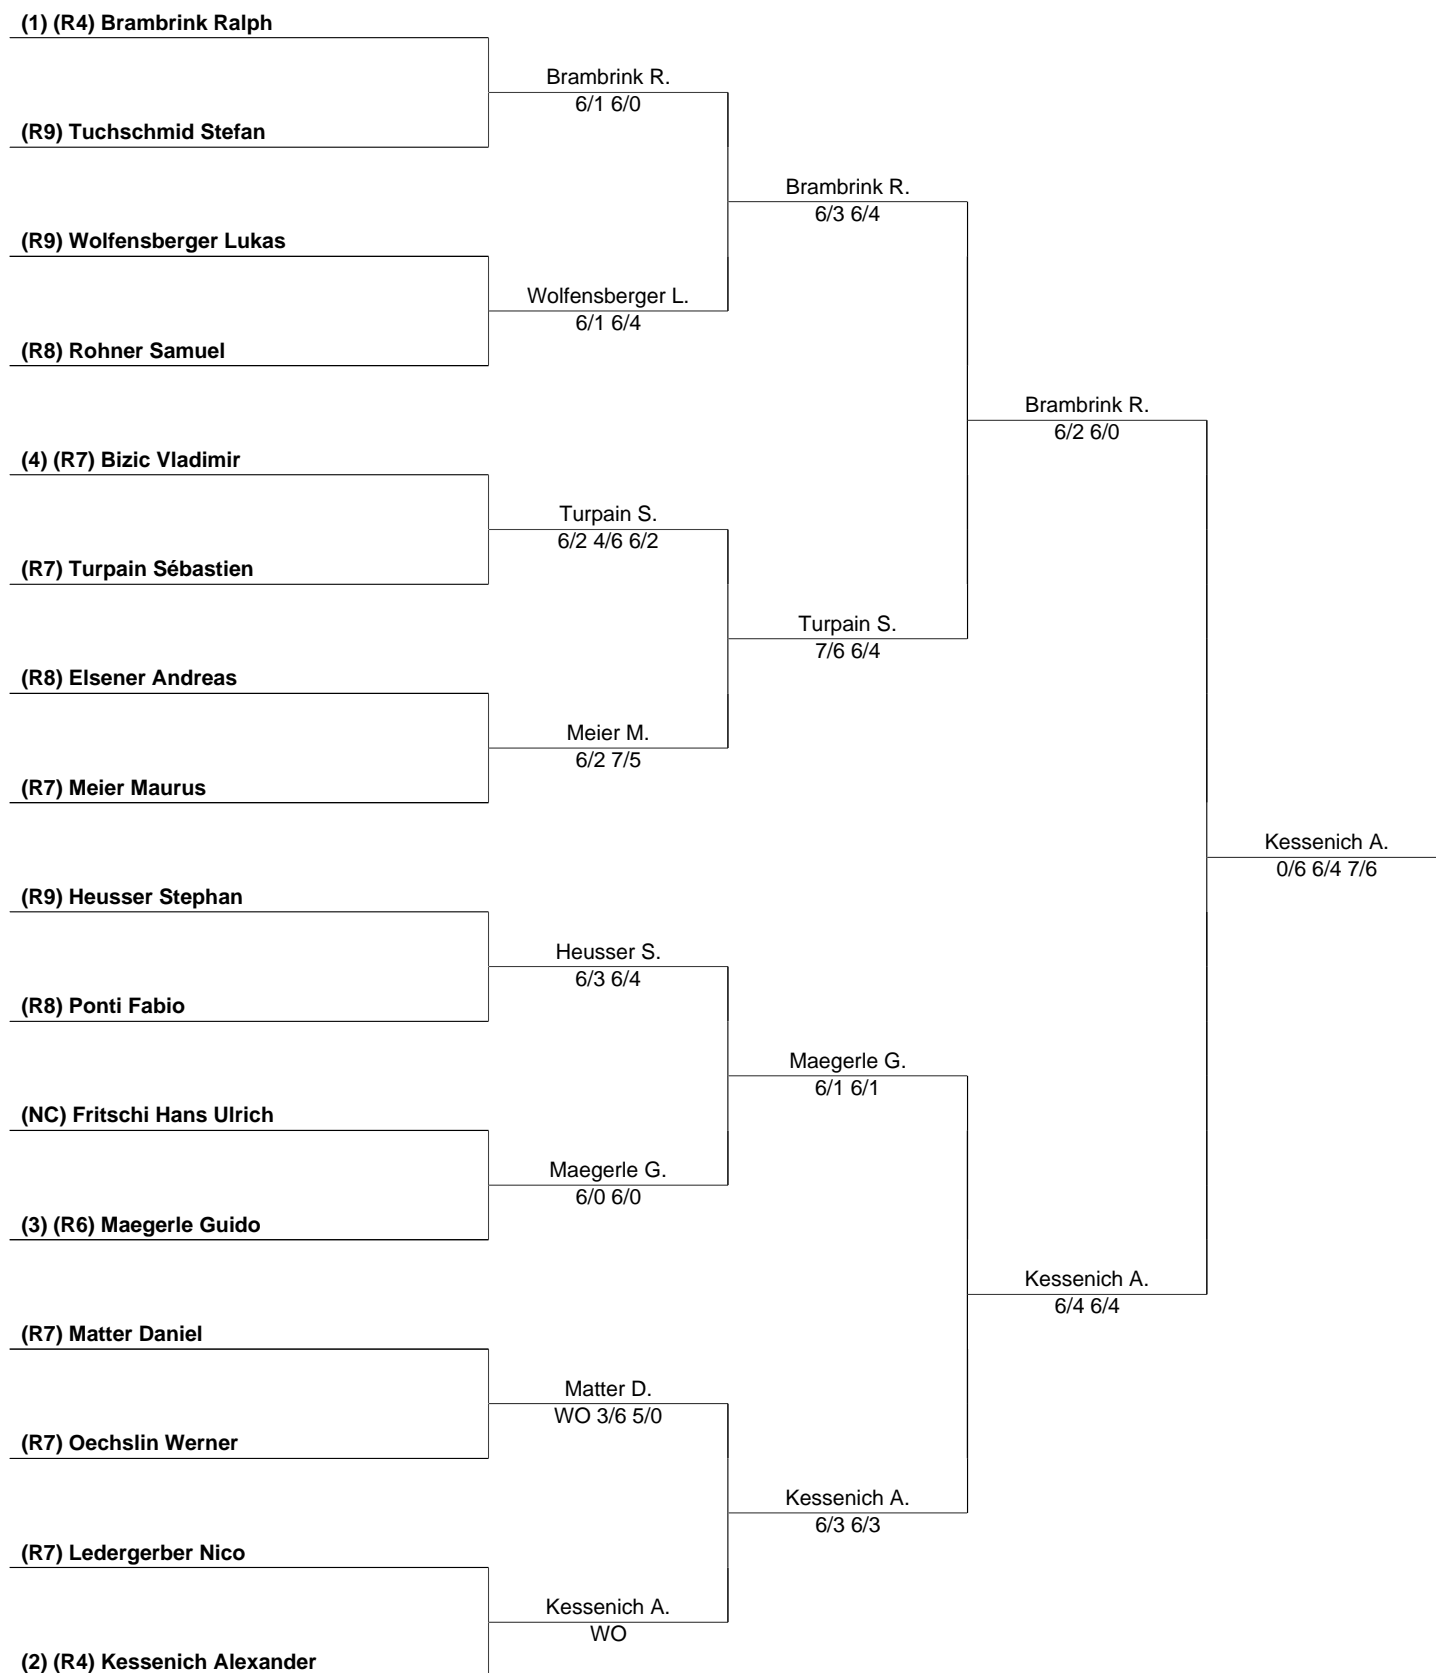 (1) (R4) Brambrink Ralph
Brambrink R.
6/1 6/0
(R9) Tuchschmid Stefan
Brambrink R.
6/3 6/4
(R9) Wolfensberger Lukas
Wolfensberger L.
6/1 6/4
(R8) Rohner Samuel
Brambrink R.
6/2 6/0
(4) (R7) Bizic Vladimir
Turpain S.
6/2 4/6 6/2
(R7) Turpain Sébastien
Turpain S.
7/6 6/4
(R8) Elsener Andreas
Meier M.
6/2 7/5
(R7) Meier Maurus
Kessenich A.
0/6 6/4 7/6
(R9) Heusser Stephan
Heusser S.
6/3 6/4
(R8) Ponti Fabio
Maegerle G.
6/1 6/1
(NC) Fritschi Hans Ulrich
Maegerle G.
6/0 6/0
(3) (R6) Maegerle Guido
Kessenich A.
6/4 6/4
(R7) Matter Daniel
Matter D.
WO 3/6 5/0
(R7) Oechslin Werner
Kessenich A.
6/3 6/3
(R7) Ledergerber Nico
Kessenich A.
WO
(2) (R4) Kessenich Alexander